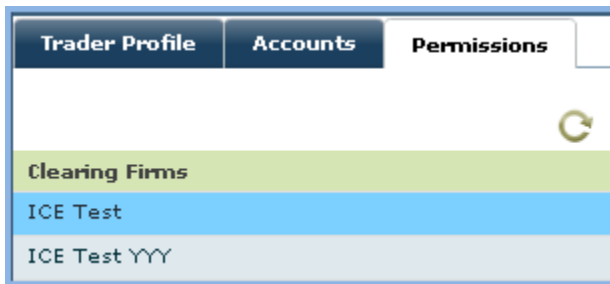 Trader Profile Accounts Permissions
Clearing Firms
ICE Test
ICE Test YYY